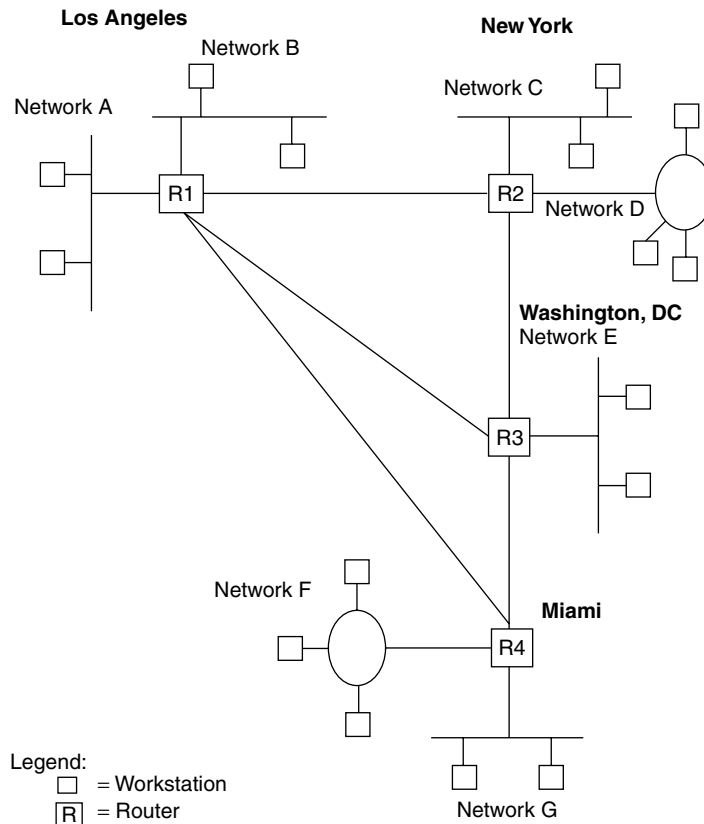 Los Angeles
New York
Network B
Network C
Network A
R1
R2
Network D
Washington, DC
Network E
R3
Network F
Miami
R4
Legend:
= Workstation
R = Router
Network G